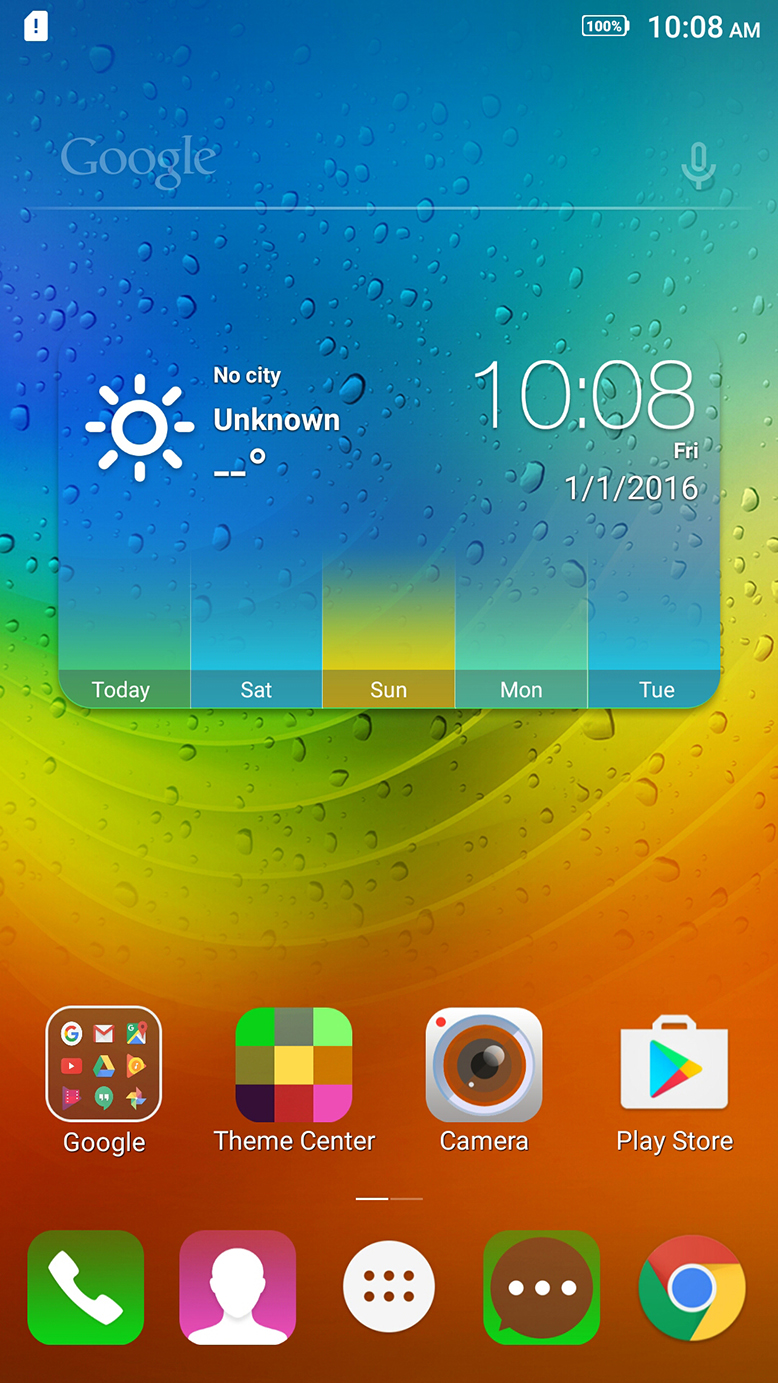 100% 10:08 AM
Google
No city
Unknown
--°
10:08
Fri
1/1/2016
Today Sat Sun Mon Tue
Google Theme Center Camera Play Store